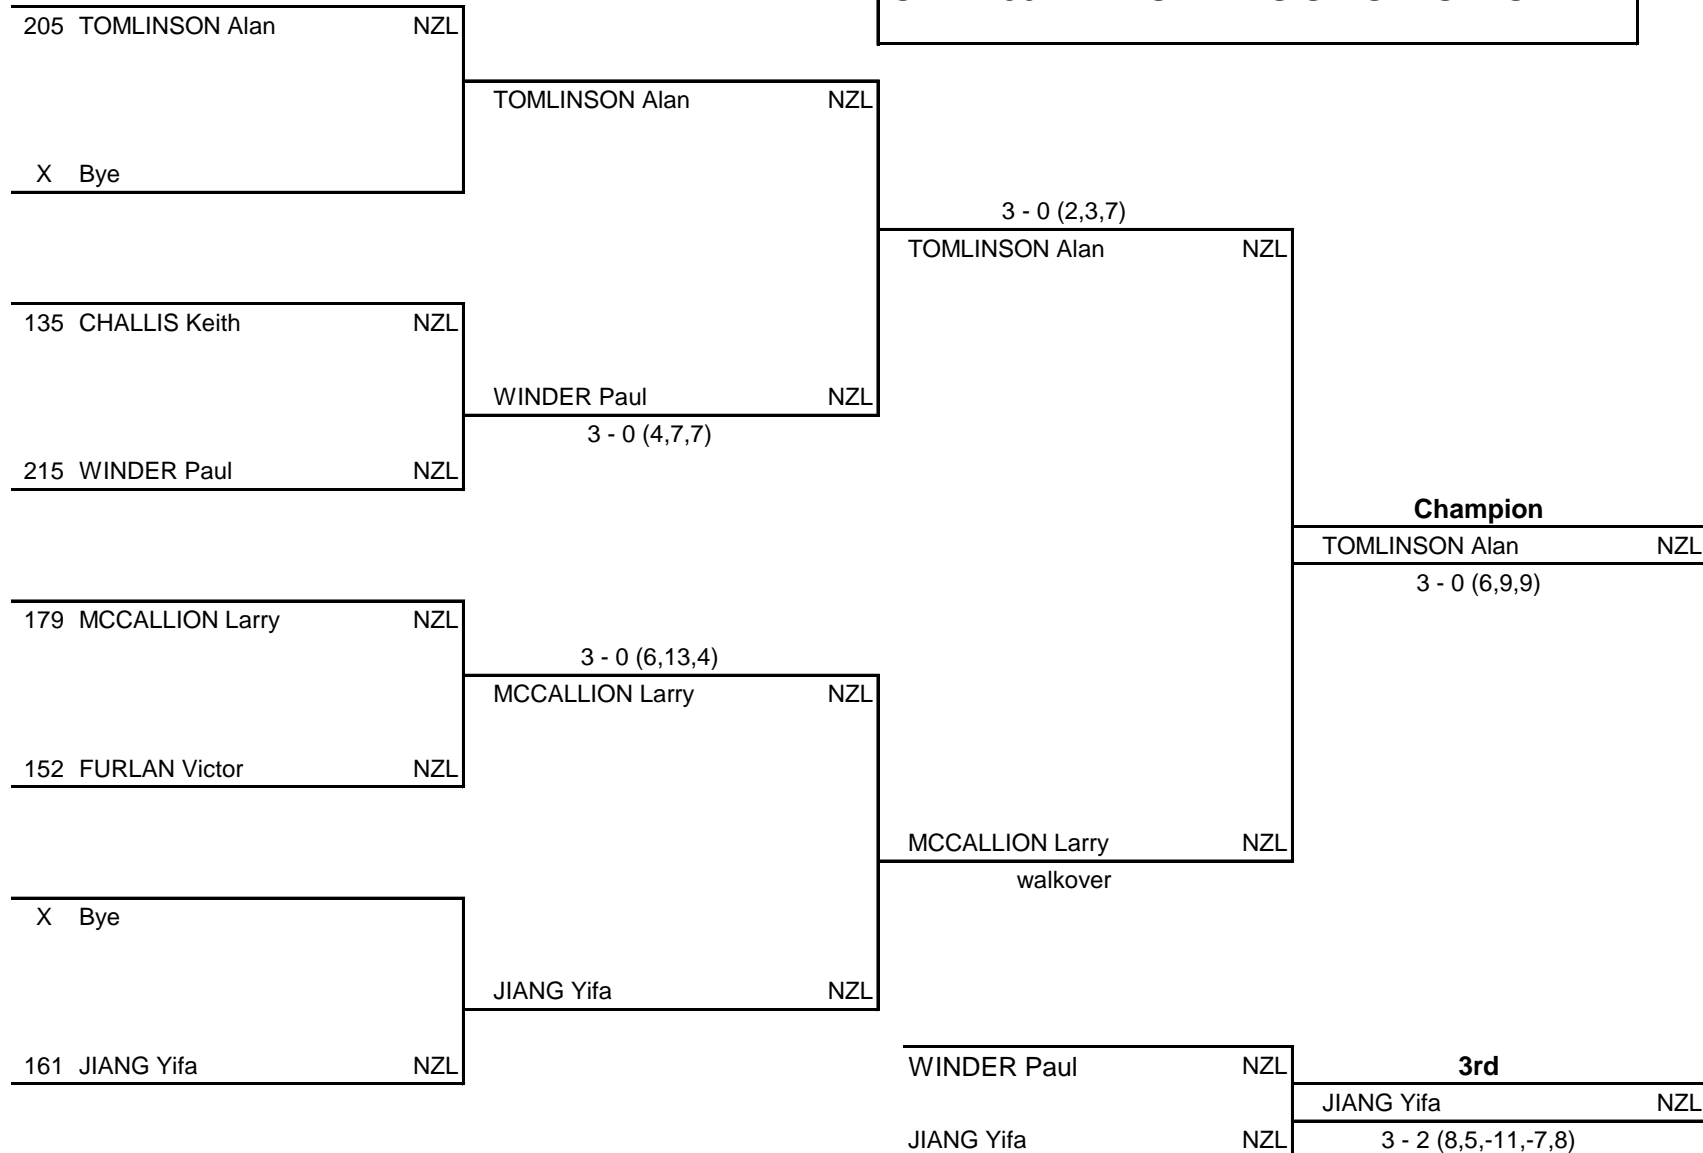 205 TOMLINSON Alan NZL
TOMLINSON Alan NZL
X Bye
3 - 0 (2,3,7)
TOMLINSON Alan NZL
135 CHALLIS Keith NZL
WINDER Paul NZL
3 - 0 (4,7,7)
215 WINDER Paul NZL
Champion
TOMLINSON Alan NZL
3 - 0 (6,9,9)
179 MCCALLION Larry NZL
3 - 0 (6,13,4)
MCCALLION Larry NZL
152 FURLAN Victor NZL
MCCALLION Larry NZL
walkover
X Bye
JIANG Yifa NZL
161 JIANG Yifa NZL
WINDER Paul NZL
3rd
JIANG Yifa NZL
JIANG Yifa NZL
3 - 2 (8,5,-11,-7,8)